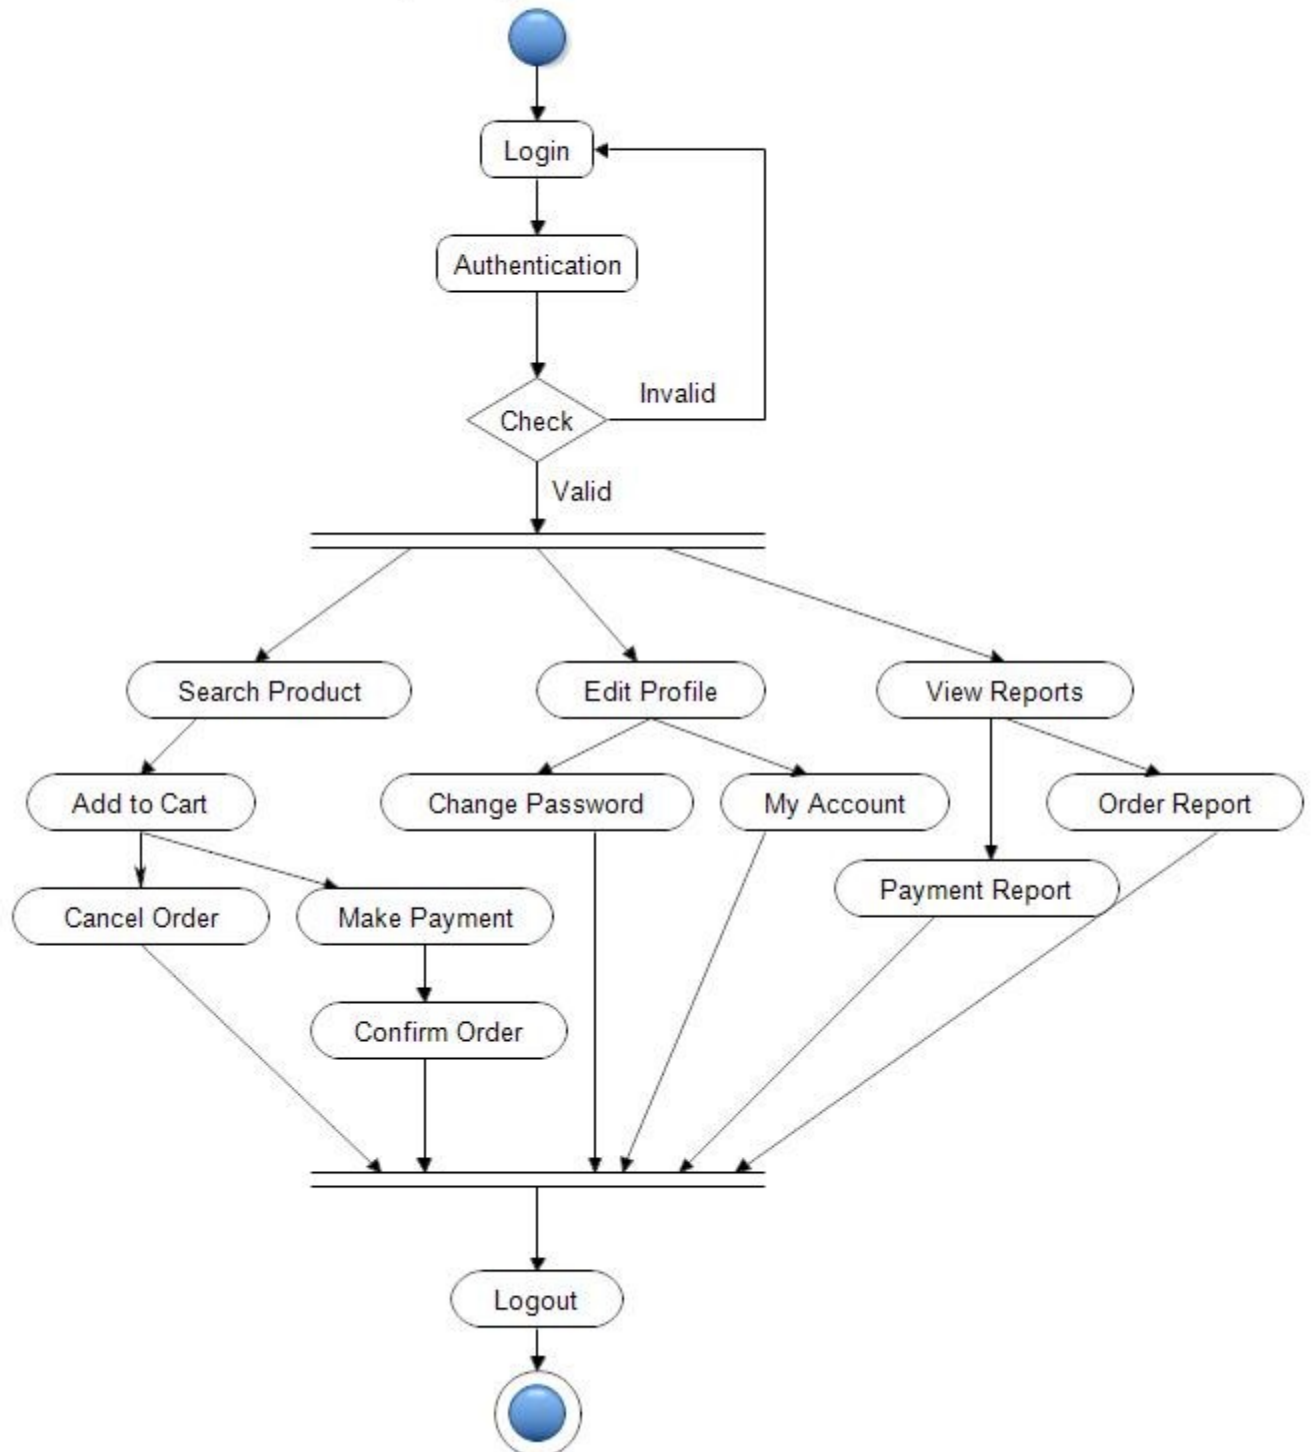 Login
Authentication
Invalid
Check
Valid
Search Product
Edit Profile
View Reports
Add to Cart
Change Password
My Account
Order Report
Payment Report
Cancel Order
Make Payment
Confirm Order
Logout